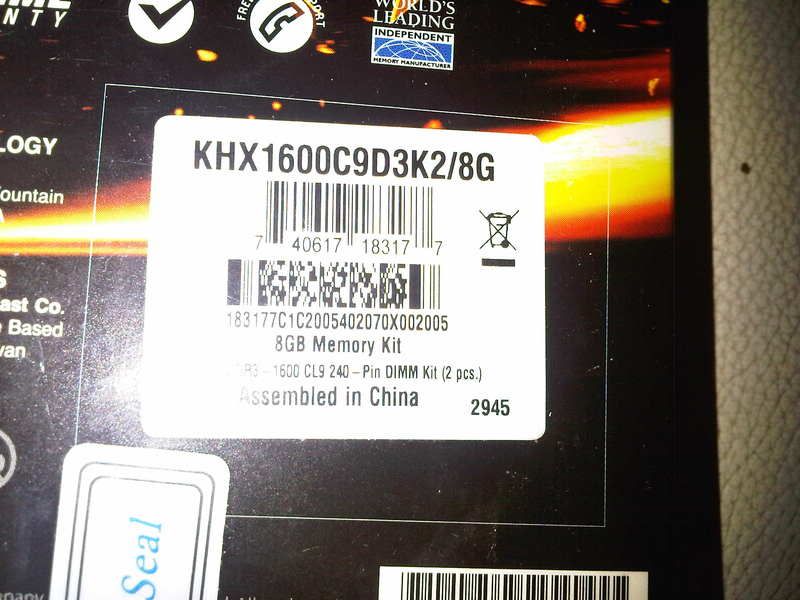 NTY
WORLD'S
LEADING
INDEPENDENT
MEMORY MANUFACTURER
KHX1600C9D3K2/8G
7 40617 18317 7
183177C1C2005402070X002005
8GB Memory Kit
1600 CL9 240-Pin DIMM Kit (2 pcs.)
Assembled in China
2945
LOGY
ountain
ast Co.
Based
van
Seal